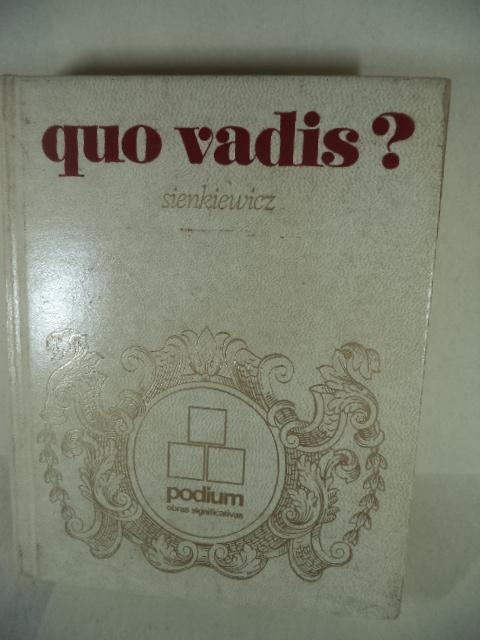 quo vadis?
sienkiewicz
podium
obras significativas